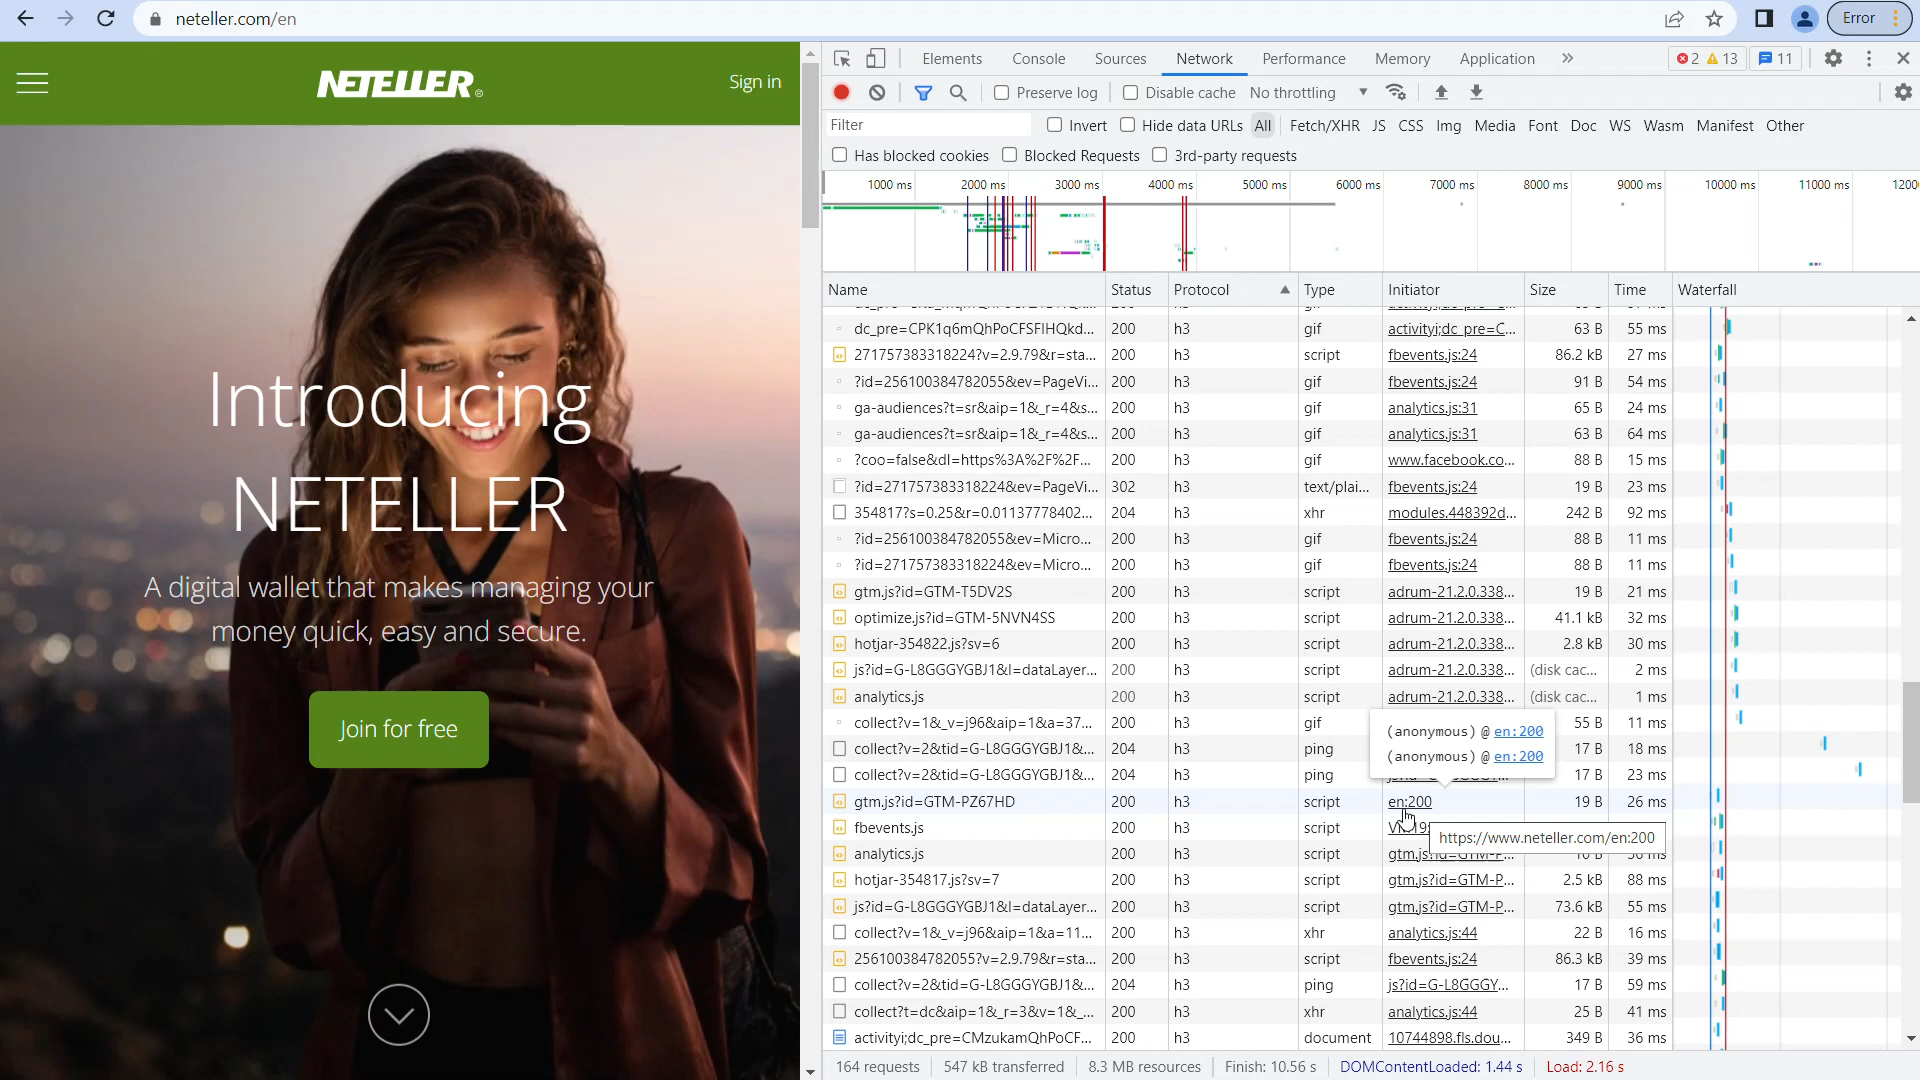 neteller.com/en
Error
NETELLER®
Sign in
Introducing
NETELLER
A digital wallet that makes managing your
money quick, easy and secure.
Join for free
Elements Console Sources Network Performance Memory Application » 2 13 11
Preserve log Disable cache No throttling
Filter Invert Hide data URLs All Fetch/XHR JS CSS Img Media Font Doc WS Wasm Manifest Other
Has blocked cookies Blocked Requests 3rd-party requests
1000 ms 2000 ms 3000 ms 4000 ms 5000 ms 6000 ms 7000 ms 8000 ms 9000 ms 10000 ms 11000 ms 1200
Name Status Protocol Type Initiator Size Time Waterfall
dc_pre=CPK1q6mQhPoCFSFIHQkd... 200 h3 gif activityi;dc_pre=C... 63 B 55 ms
271757383318224?v=2.9.79&r=sta... 200 h3 script fbevents.js:24 86.2 kB 27 ms
?id=256100384782055&ev=PageVi... 200 h3 gif fbevents.js:24 91 B 54 ms
ga-audiences?t=sr&aip=1&_r=4&s... 200 h3 gif analytics.js:31 65 B 24 ms
ga-audiences?t=sr&aip=1&_r=4&s... 200 h3 gif analytics.js:31 63 B 64 ms
?coo=false&dl=https%3A%2F%2F... 200 h3 gif www.facebook.co... 88 B 15 ms
?id=271757383318224&ev=PageVi... 302 h3 text/plai... fbevents.js:24 19 B 23 ms
354817?s=0.25&r=0.01137778402... 204 h3 xhr modules.448392d... 242 B 92 ms
?id=256100384782055&ev=Micro... 200 h3 gif fbevents.js:24 88 B 11 ms
?id=271757383318224&ev=Micro... 200 h3 gif fbevents.js:24 88 B 11 ms
gtm.js?id=GTM-T5DV2S 200 h3 script adrum-21.2.0.338... 19 B 21 ms
optimize.js?id=GTM-5NVN4SS 200 h3 script adrum-21.2.0.338... 41.1 kB 32 ms
hotjar-354822.js?sv=6 200 h3 script adrum-21.2.0.338... 2.8 kB 30 ms
js?id=G-L8GGGYGBJ1&l=dataLayer... 200 h3 script adrum-21.2.0.338... (disk cac... 2 ms
analytics.js 200 h3 script adrum-21.2.0.338... (disk cac... 1 ms
collect?v=1&_v=j96&aip=1&a=37... 200 h3 gif 55 B 11 ms
(anonymous) @ en:200
collect?v=2&tid=G-L8GGGYGBJ1&... 204 h3 ping 17 B 18 ms
(anonymous) @ en:200
collect?v=2&tid=G-L8GGGYGBJ1&... 204 h3 ping 17 B 23 ms
gtm.js?id=GTM-PZ67HD 200 h3 script en:200 19 B 26 ms
fbevents.js 200 h3 script
https://www.neteller.com/en:200
analytics.js 200 h3 script
hotjar-354817.js?sv=7 200 h3 script gtm.js?id=GTM-P... 2.5 kB 88 ms
js?id=G-L8GGGYGBJ1&l=dataLayer... 200 h3 script gtm.js?id=GTM-P... 73.6 kB 55 ms
collect?v=1&_v=j96&aip=1&a=11... 200 h3 xhr analytics.js:44 22 B 16 ms
256100384782055?v=2.9.79&r=sta... 200 h3 script fbevents.js:24 86.3 kB 39 ms
collect?v=2&tid=G-L8GGGYGBJ1&... 204 h3 ping js?id=G-L8GGGY... 17 B 59 ms
collect?t=dc&aip=1&_r=3&v=1&_... 200 h3 xhr analytics.js:44 25 B 41 ms
activityi;dc_pre=CMzukamQhPoCF... 200 h3 document 10744898.fls.dou... 349 B 36 ms
164 requests 547 kB transferred 8.3 MB resources Finish: 10.56 s DOMContentLoaded: 1.44 s Load: 2.16 s